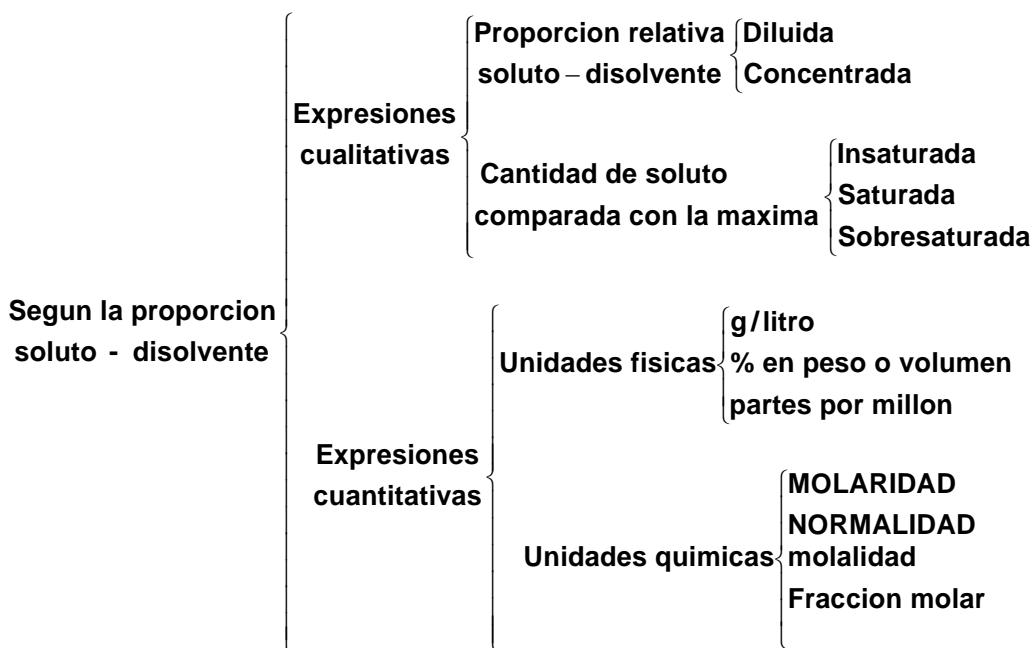 Segun la proporcion
soluto - disolvente
Expresiones
cualitativas
Proporcion relativa
soluto – disolvente
Diluida
Concentrada
Cantidad de soluto
comparada con la maxima
Insaturada
Saturada
Sobresaturada
Expresiones
cuantitativas
Unidades fisicas
g/litro
% en peso o volumen
partes por millon
Unidades quimicas
MOLARIDAD
NORMALIDAD
molalidad
Fraccion molar